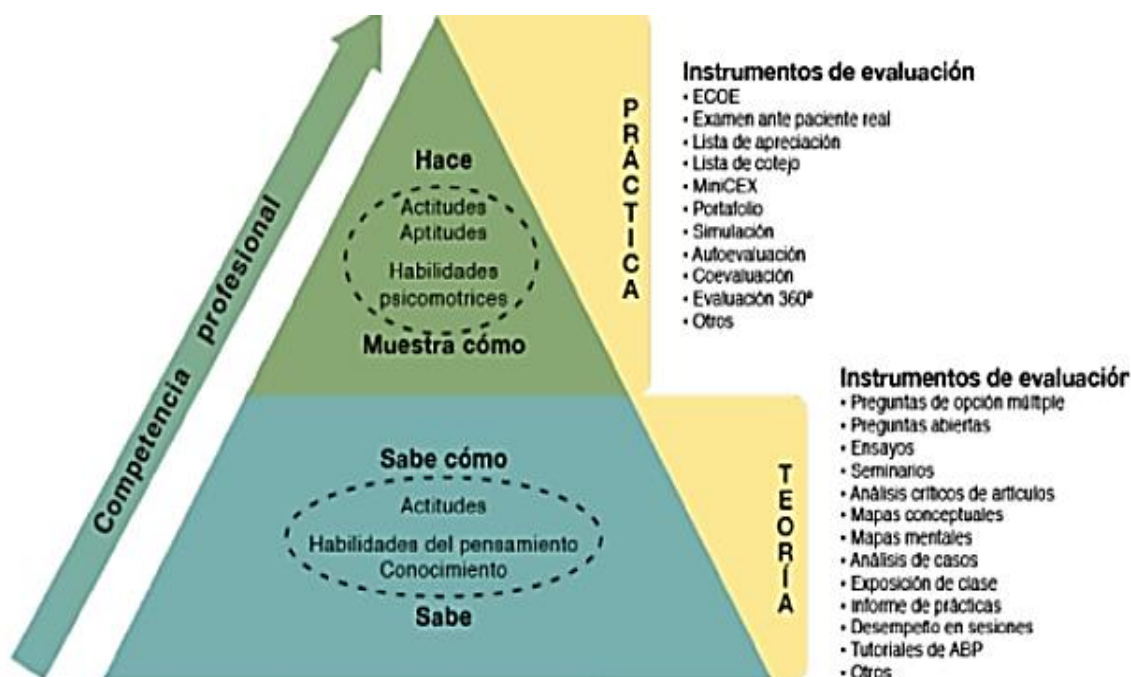 Competencia profesional
Hace
Actitudes
Aptitudes
Habilidades
psicomotrices
Muestra cómo
Sabe cómo
Actitudes
Habilidades del pensamiento
Conocimiento
Sabe
PRÁCTICA
Instrumentos de evaluación
• ECOE
• Examen ante paciente real
• Lista de apreciación
• Lista de cotejo
• MiniCEX
• Portafolio
• Simulación
• Autoevaluación
• Coevaluación
• Evaluación 360º
• Otros
TEORÍA
Instrumentos de evaluación
• Preguntas de opción múltiple
• Preguntas abiertas
• Ensayos
• Seminarios
• Análisis críticos de artículos
• Mapas conceptuales
• Mapas mentales
• Análisis de casos
• Exposición de clase
• Informe de prácticas
• Desempeño en sesiones
• Tutoriales de ABP
• Otros